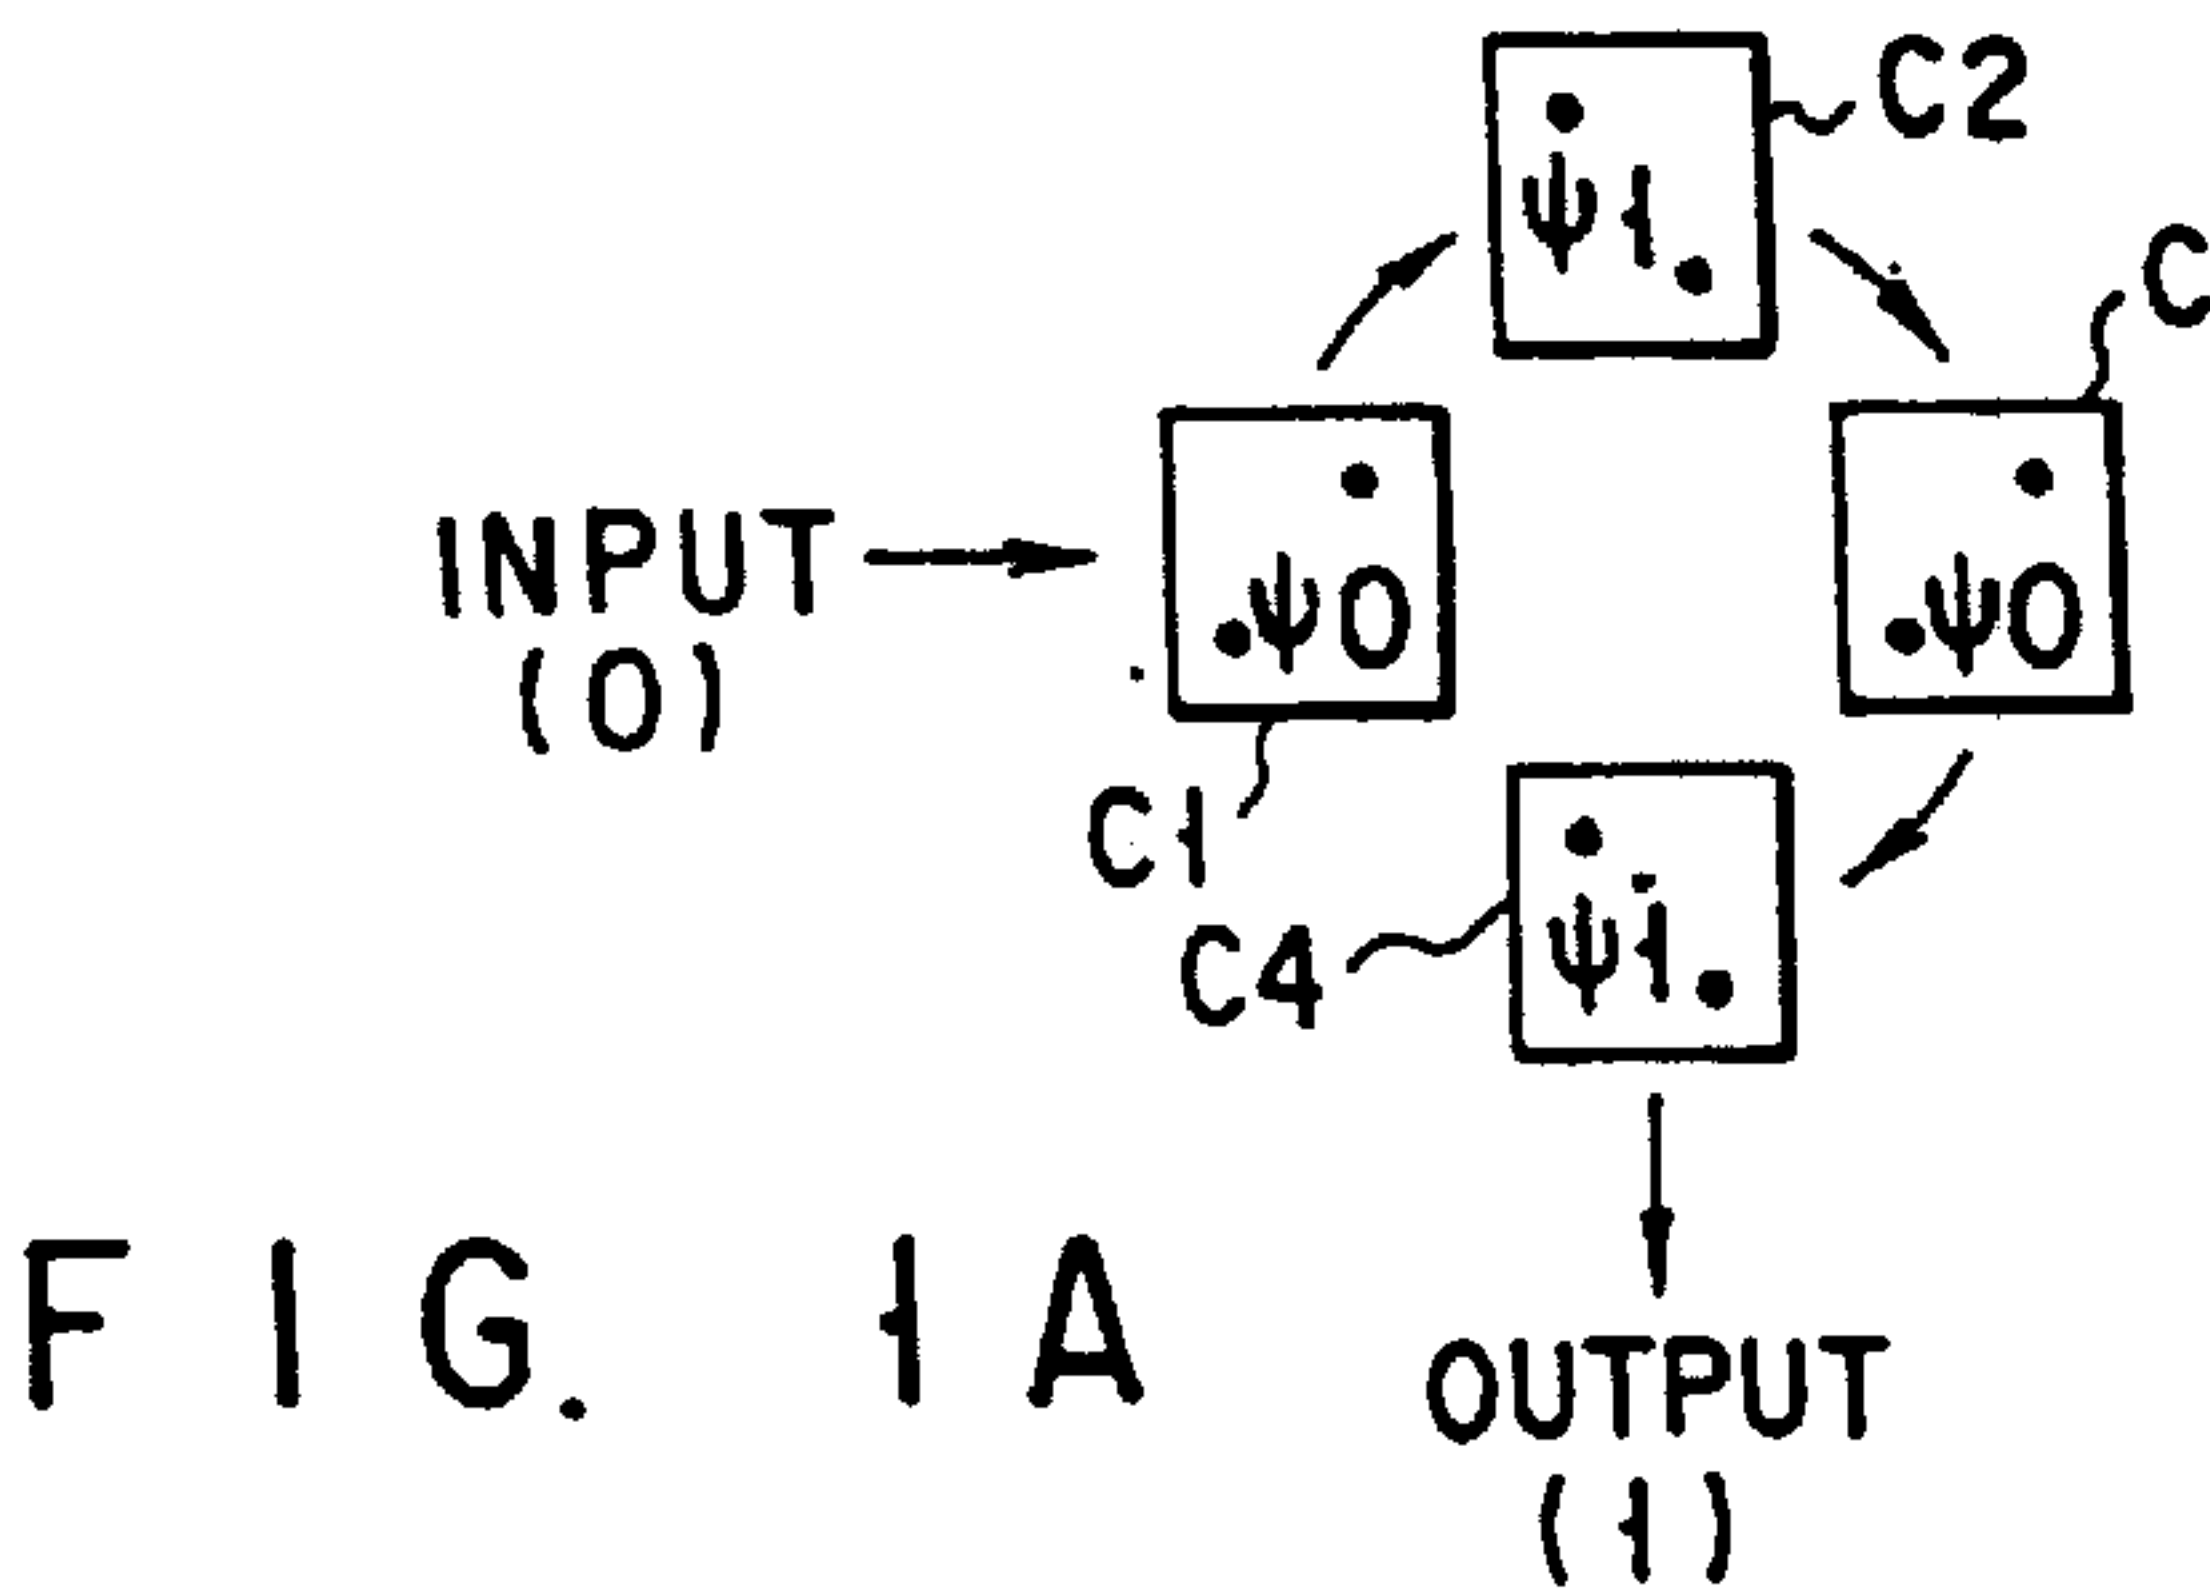 C2
ψ1
C
INPUT
(0)
ψ0
ψ0
C1
C4
ψ1
FIG. 1A
OUTPUT
(1)